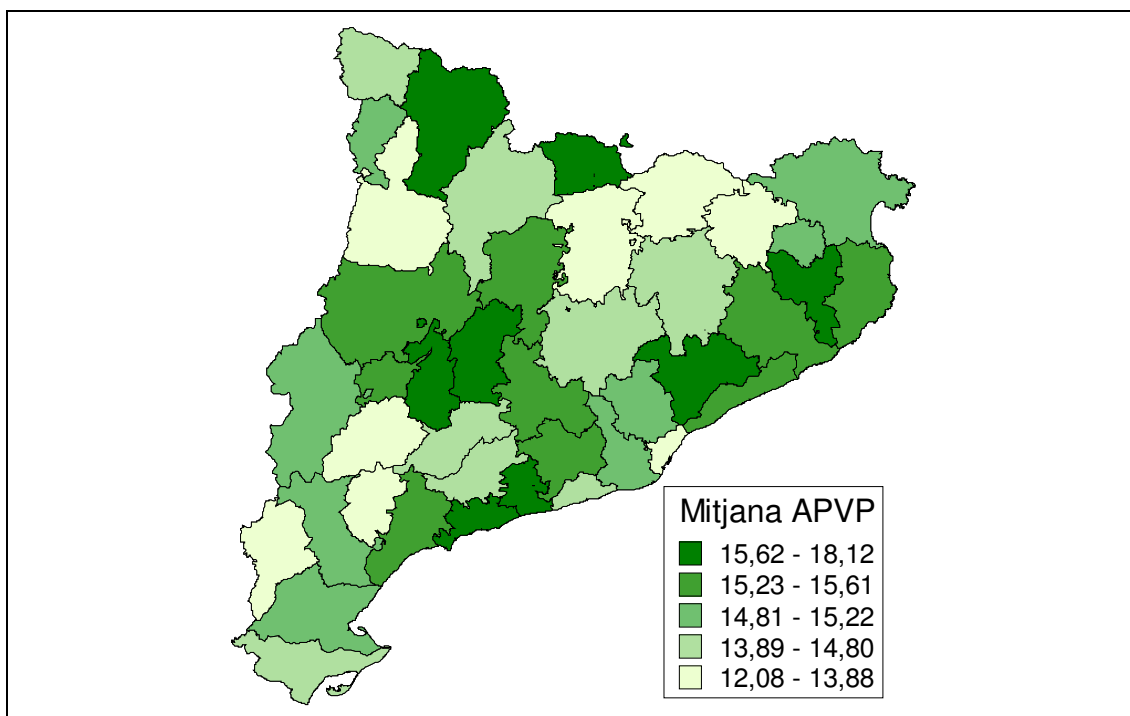 Mitjana APVP
15,62 - 18,12
15,23 - 15,61
14,81 - 15,22
13,89 - 14,80
12,08 - 13,88